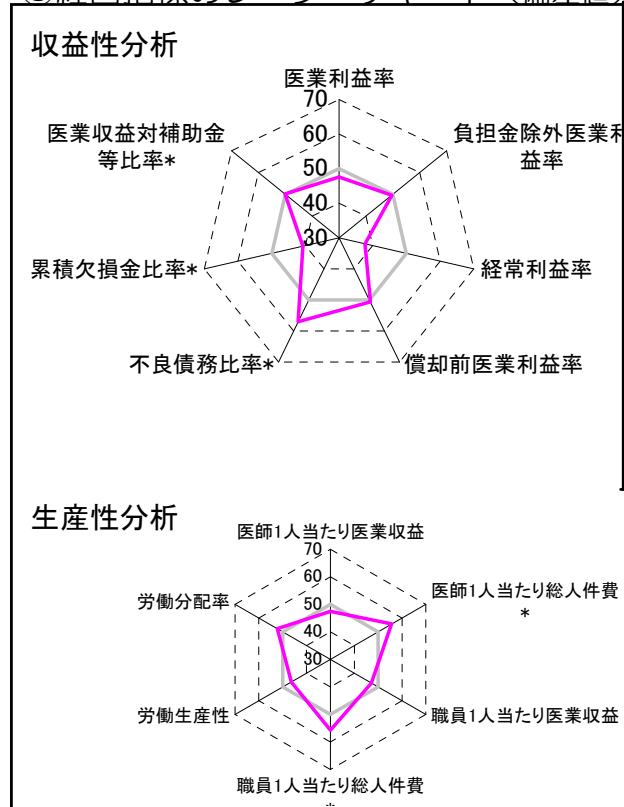 収益性分析
医業利益率
70
60
50
40
30
医業収益対補助金
等比率*
負担金除外医業利
益率
累積欠損金比率*
経常利益率
不良債務比率*
償却前医業利益率
生産性分析
医師1人当たり医業収益
70
60
50
40
30
労働分配率
医師1人当たり総人件費
*
労働生産性
職員1人当たり医業収益
職員1人当たり総人件費
*